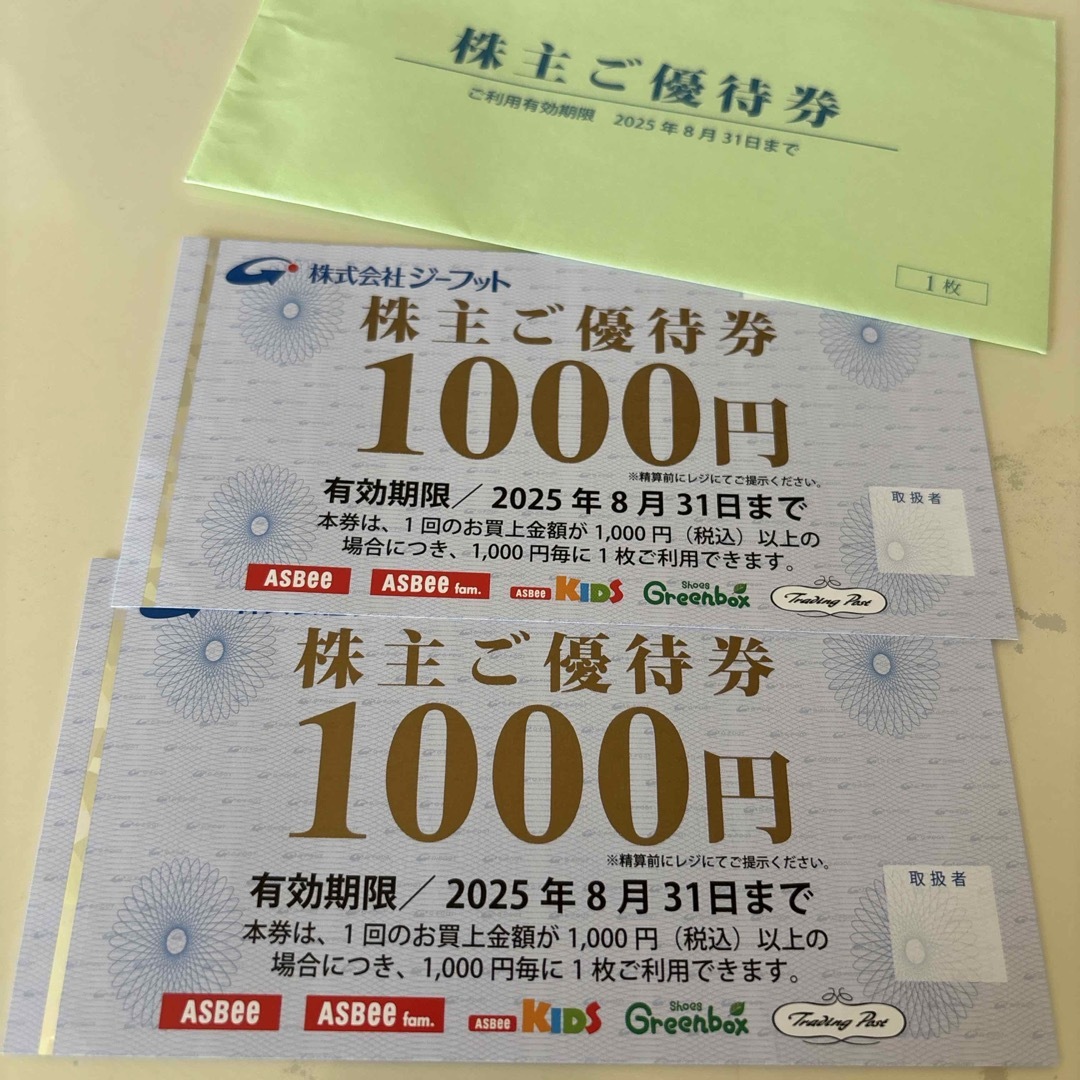 株主ご優待券
ご利用有効期限 2025年8月31日まで
1枚
株式会社ジーフット
株主ご優待券
1000円
※精算前にレジにてご提示ください。
有効期限／2025年8月31日まで
取扱者
本券は、1回のお買上金額が1,000円（税込）以上の
場合につき、1,000円毎に1枚ご利用できます。
ASBee ASBee fam. ASBee KIDS Shoes Greenbox Trading Post
株主ご優待券
1000円
※精算前にレジにてご提示ください。
有効期限／2025年8月31日まで
取扱者
本券は、1回のお買上金額が1,000円（税込）以上の
場合につき、1,000円毎に1枚ご利用できます。
ASBee ASBee fam. ASBee KIDS Shoes Greenbox Trading Post